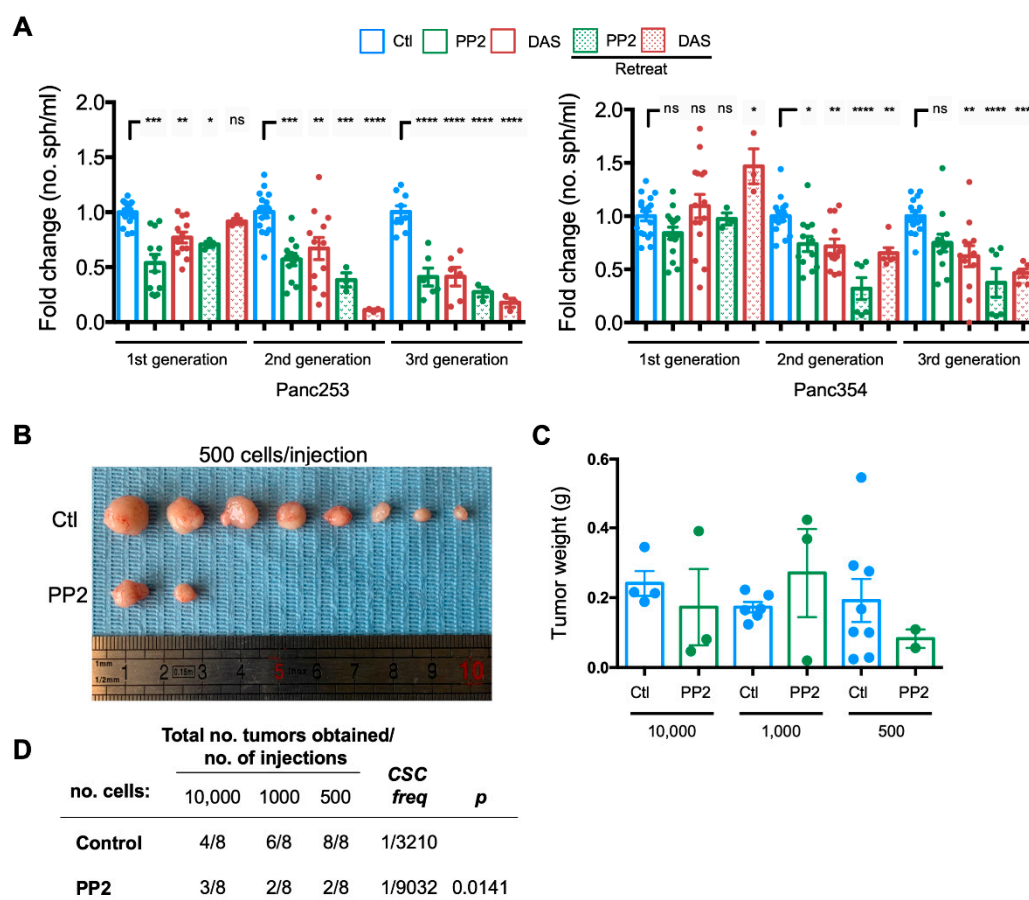 A
Ctl PP2 DAS PP2 DAS
Retreat
Fold change (no. sph/ml)
2.0
1.5
1.0
0.5
0.0
*** ** * ns *** ** *** **** **** **** **** ****
1st generation 2nd generation 3rd generation
Panc253
Fold change (no. sph/ml)
2.0
1.5
1.0
0.5
0.0
ns ns ns * * ** **** ** ns ** **** ***
1st generation 2nd generation 3rd generation
Panc354
B
500 cells/injection
Ctl
PP2
1mm
1/2mm
1 2 3 4 5 6 7 8 9 10
C
Tumor weight (g)
0.6
0.4
0.2
0.0
Ctl PP2 Ctl PP2 Ctl PP2
10,000 1,000 500
D
Total no. tumors obtained/
no. of injections
CSC
freq
no. cells: 10,000 1000 500 p
Control 4/8 6/8 8/8 1/3210
PP2 3/8 2/8 2/8 1/9032 0.0141